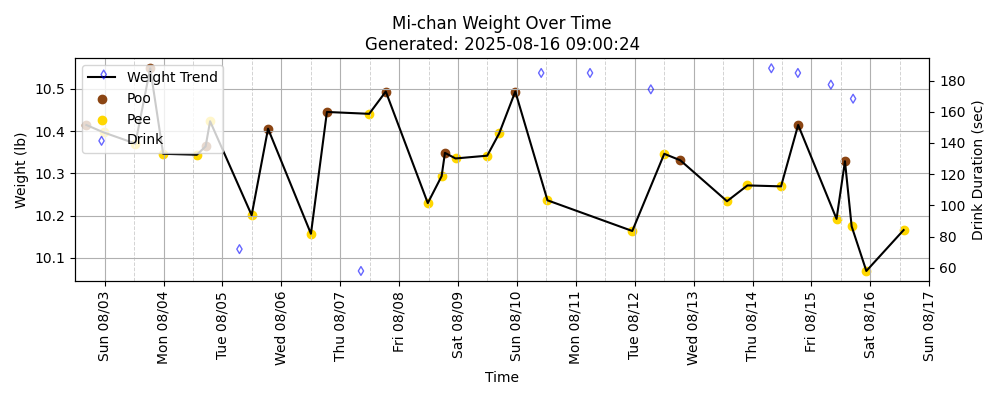 Mi-chan Weight Over Time
Generated: 2025-08-16 09:00:24
Weight Trend
Poo
Pee
Drink
Weight (lb)
10.5
10.4
10.3
10.2
10.1
180
160
140
120
100
80
60
Drink Duration (sec)
Sun 08/03
Mon 08/04
Tue 08/05
Wed 08/06
Thu 08/07
Fri 08/08
Sat 08/09
Sun 08/10
Mon 08/11
Tue 08/12
Wed 08/13
Thu 08/14
Fri 08/15
Sat 08/16
Sun 08/17
Time